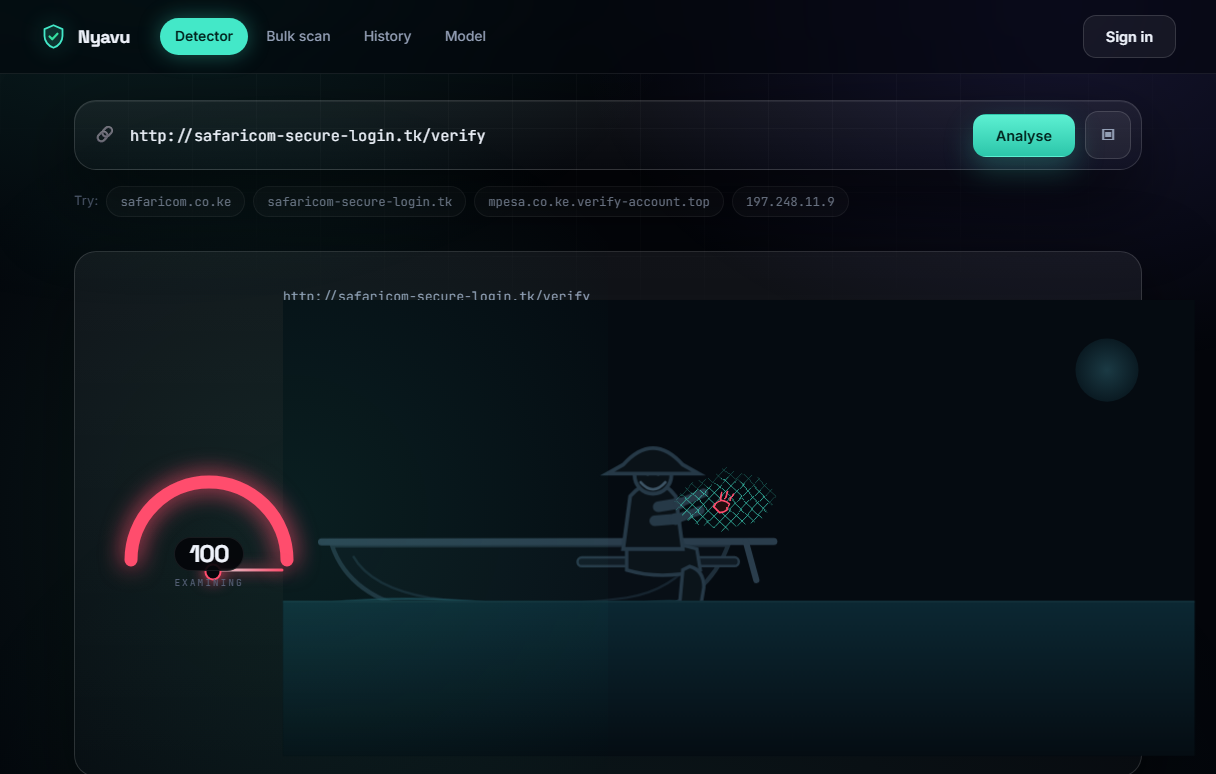 Nyavu
Detector
Bulk scan
History
Model
Sign in
http://safaricom-secure-login.tk/verify
Analyse
Try:
safaricom.co.ke
safaricom-secure-login.tk
mpesa.co.ke.verify-account.top
197.248.11.9
http://safaricom-secure-login.tk/verify
100
EXAMINING